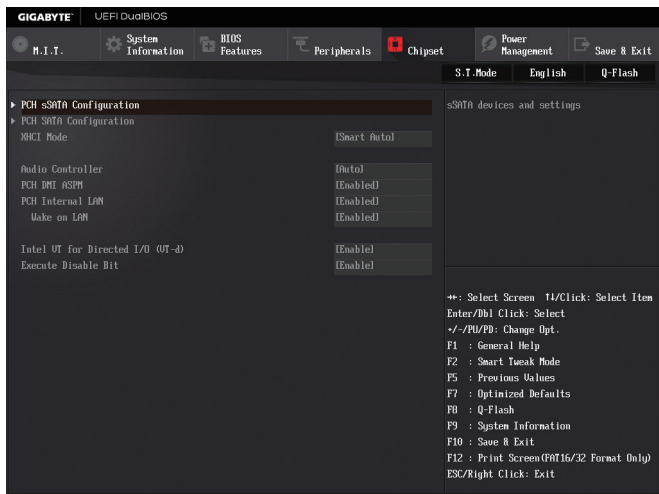 GIGABYTE™ UEFI DualBIOS
M.I.T.
System Information
BIOS Features
Peripherals
Chipset
Power Management
Save & Exit
S.T.Mode English Q-Flash
PCH sSATA Configuration
PCH SATA Configuration
XHCI Mode [Smart Auto]
Audio Controller [Auto]
PCH DMI ASPM [Enabled]
PCH Internal LAN [Enabled]
Wake on LAN [Enabled]
Intel VT for Directed I/O (VT-d) [Enable]
Execute Disable Bit [Enable]
sSATA devices and settings
→←: Select Screen ↑↓/Click: Select Item
Enter/Dbl Click: Select
+/-/PU/PD: Change Opt.
F1 : General Help
F2 : Smart Tweak Mode
F5 : Previous Values
F7 : Optimized Defaults
F8 : Q-Flash
F9 : System Information
F10 : Save & Exit
F12 : Print Screen(FAT16/32 Format Only)
ESC/Right Click: Exit